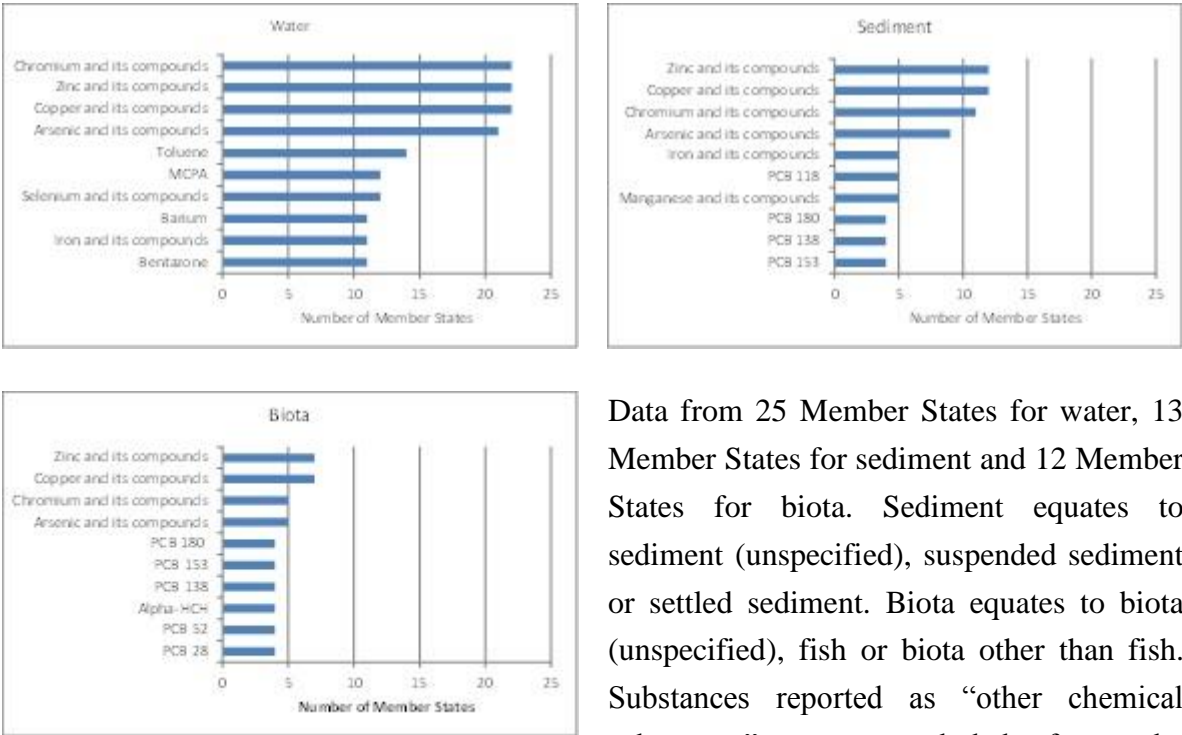 Water
Chromium and its compounds
Zinc and its compounds
Copper and its compounds
Arsenic and its compounds
Toluene
MCPA
Selenium and its compounds
Barium
Iron and its compounds
Bentazone
0 5 10 15 20 25
Number of Member States
Sediment
Zinc and its compounds
Copper and its compounds
Chromium and its compounds
Arsenic and its compounds
Iron and its compounds
PCB 118
Manganese and its compounds
PCB 180
PCB 138
PCB 153
0 5 10 15 20 25
Number of Member States
Biota
Zinc and its compounds
Copper and its compounds
Chromium and its compounds
Arsenic and its compounds
PCB 180
PCB 153
PCB 138
Alpha-HCH
PCB 52
PCB 28
0 5 10 15 20 25
Number of Member States
Data from 25 Member States for water, 13
Member States for sediment and 12 Member
States for biota. Sediment equates to
sediment (unspecified), suspended sediment
or settled sediment. Biota equates to biota
(unspecified), fish or biota other than fish.
Substances reported as “other chemical